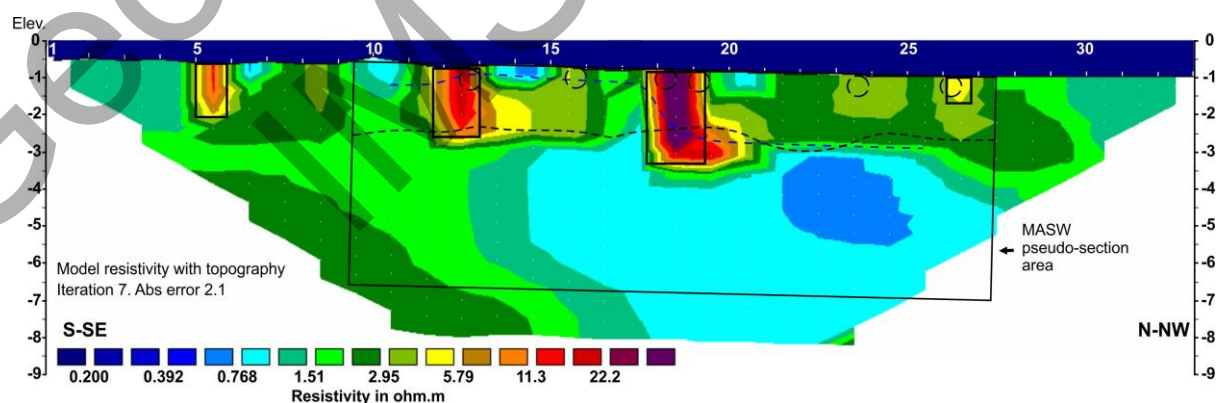 Elev.
0 1 5 10 15 20 25 30 0
-1 -1
-2 -2
-3 -3
-4 -4
-5 -5
-6 -6
-7 -7
-8 -8
-9 -9
MASW
pseudo-section
area
Model resistivity with topography
Iteration 7. Abs error 2.1
S-SE N-NW
0.200 0.392 0.768 1.51 2.95 5.79 11.3 22.2
Resistivity in ohm.m